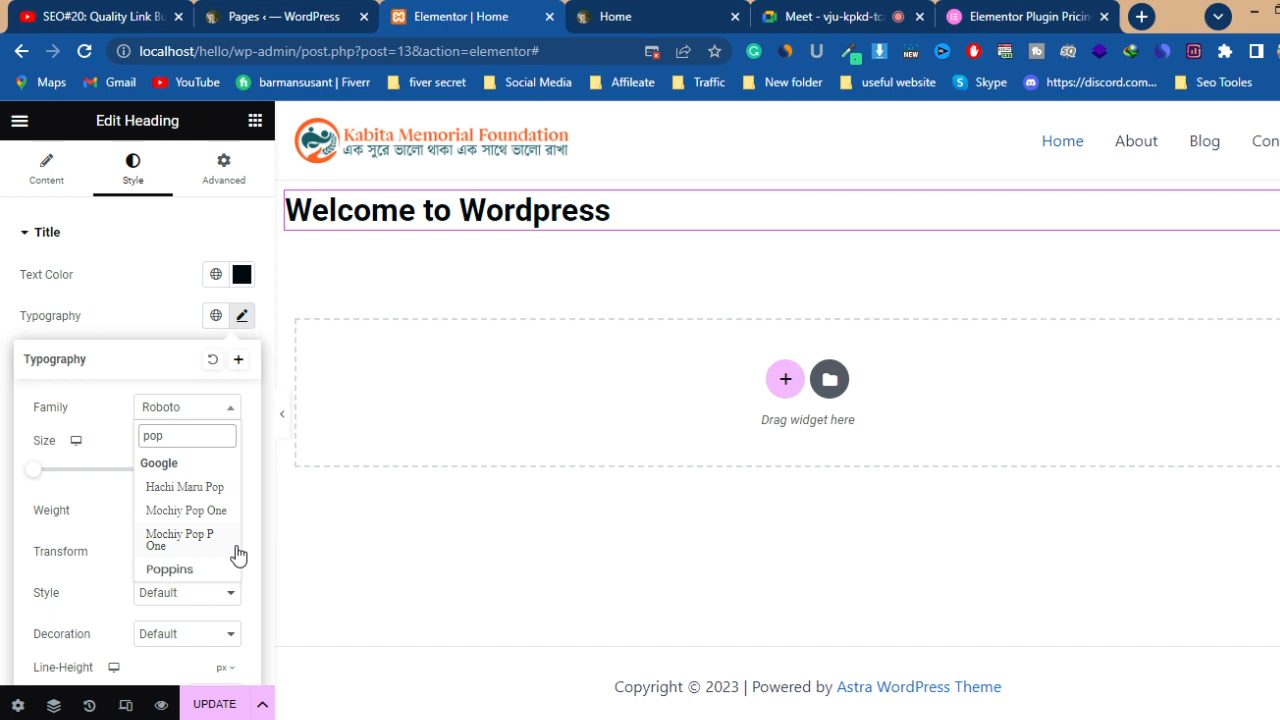 SEO#20: Quality Link B
Pages ‹ — WordPress
Elementor | Home
Home
Meet - vju-kpkd-tc
Elementor Plugin Pricin
localhost/hello/wp-admin/post.php?post=13&action=elementor#
NEW
Maps
Gmail
YouTube
barmansusant | Fiverr
fiver secret
Social Media
Affileate
Traffic
New folder
useful website
Skype
https://discord.com...
Seo Tooles
Edit Heading
Content
Style
Advanced
Title
Text Color
Typography
Typography
Family
Roboto
pop
Size
Google
Hachi Maru Pop
Weight
Mochiy Pop One
Mochiy Pop P
One
Transform
Poppins
Style
Default
Decoration
Default
Line-Height
px
UPDATE
Kabita Memorial Foundation
এক সুরে ভালো থাকা এক সাথে ভালো রাখা
Home
About
Blog
Con
Welcome to Wordpress
Drag widget here
Copyright © 2023 | Powered by Astra WordPress Theme